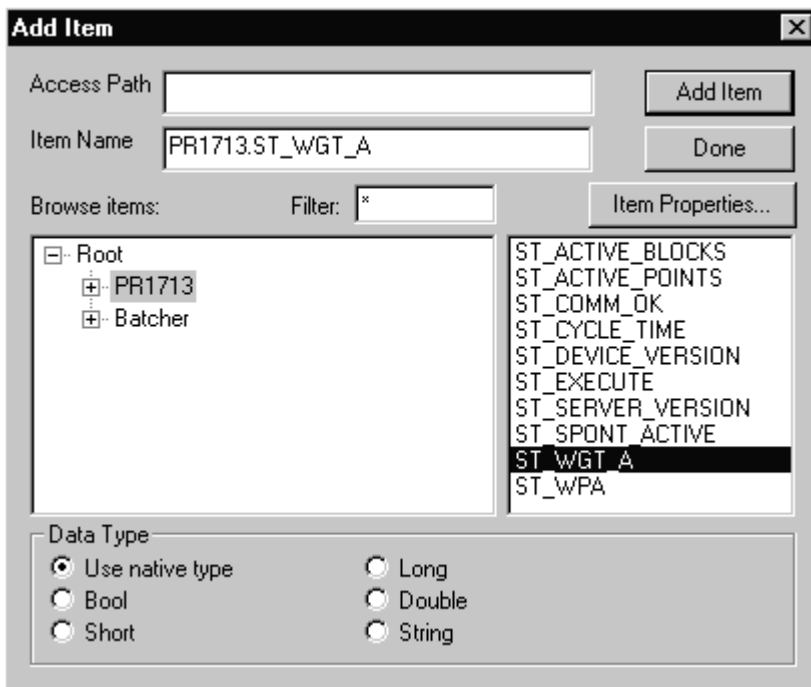 Add Item
Access Path
Add Item
Item Name PR1713.ST_WGT_A
Done
Browse items: Filter: *
Item Properties...
Root
PR1713
Batcher
ST_ACTIVE_BLOCKS
ST_ACTIVE_POINTS
ST_COMM_OK
ST_CYCLE_TIME
ST_DEVICE_VERSION
ST_EXECUTE
ST_SERVER_VERSION
ST_SPONT_ACTIVE
ST_WGT_A
ST_WPA
Data Type
Use native type
Long
Bool
Double
Short
String